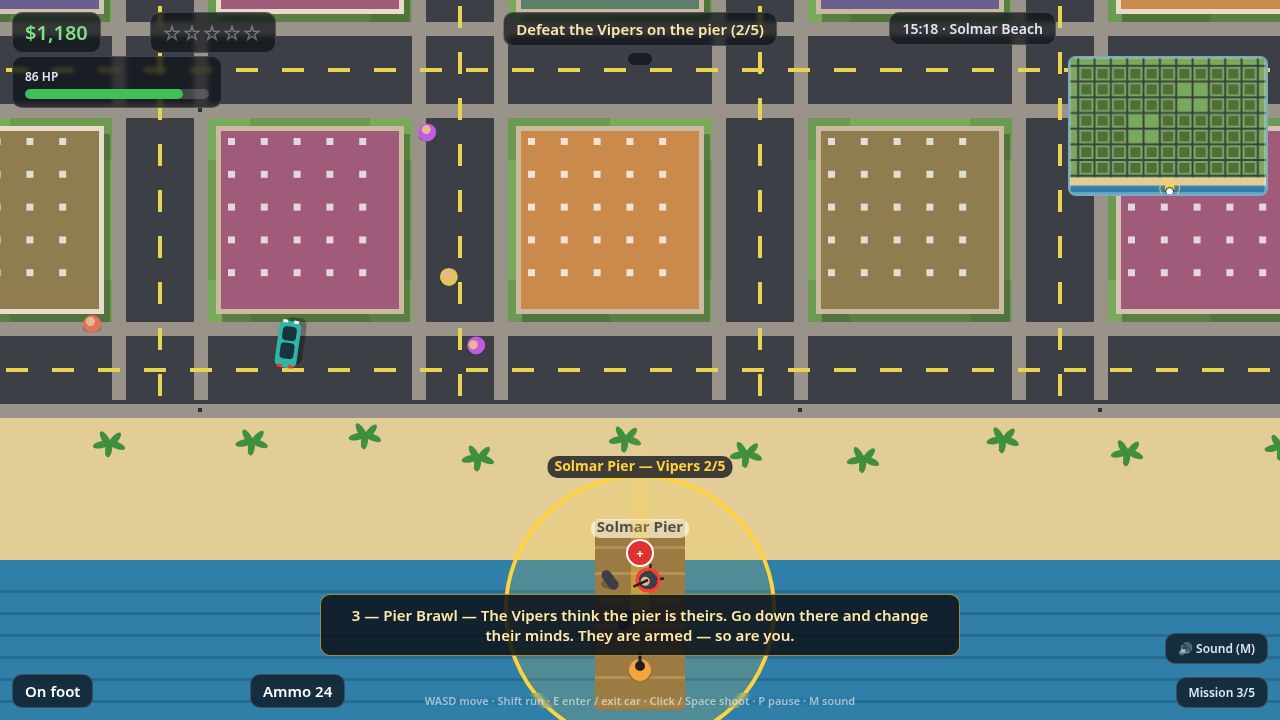 $1,180
☆☆☆☆☆
Defeat the Vipers on the pier (2/5)
15:18 · Solmar Beach
86 HP
Solmar Pier — Vipers 2/5
Solmar Pier
+
3 — Pier Brawl — The Vipers think the pier is theirs. Go down there and change
their minds. They are armed — so are you.
🔊 Sound (M)
On foot
Ammo 24
WASD move · Shift run · E enter / exit car · Click / Space shoot · P pause · M sound
Mission 3/5